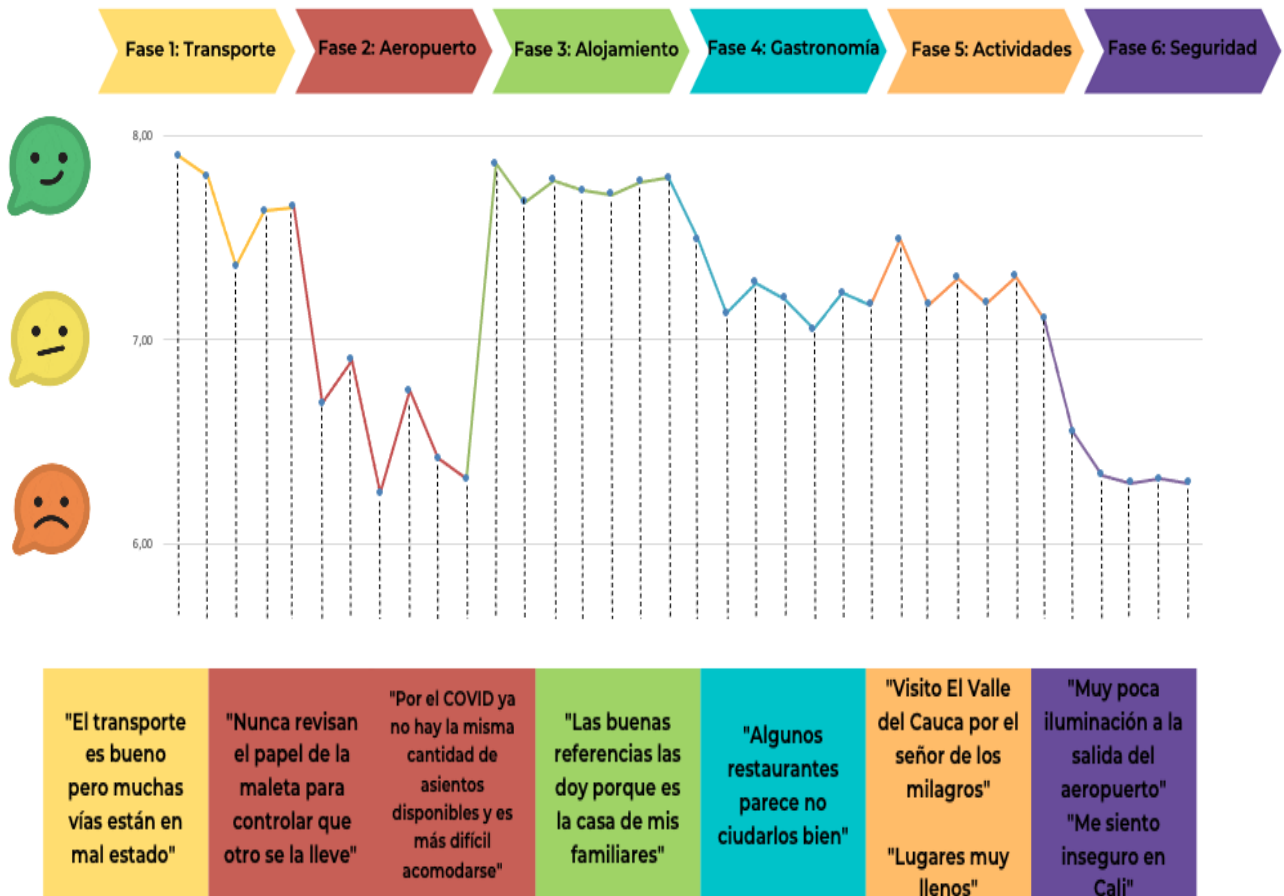 Fase 1: Transporte
Fase 2: Aeropuerto
Fase 3: Alojamiento
Fase 4: Gastronomía
Fase 5: Actividades
Fase 6: Seguridad
8,00
7,00
6,00
"El transporte
es bueno
pero muchas
vías están en
mal estado"
"Nunca revisan
el papel de la
maleta para
controlar que
otro se la lleve"
"Por el COVID ya
no hay la misma
cantidad de
asientos
disponibles y es
más difícil
acomodarse"
"Las buenas
referencias las
doy porque es
la casa de mis
familiares"
"Algunos
restaurantes
parece no
ciudarlos bien"
"Visito El Valle
del Cauca por el
señor de los
milagros"
"Lugares muy
llenos"
"Muy poca
iluminación a la
salida del
aeropuerto"
"Me siento
inseguro en
Cali"